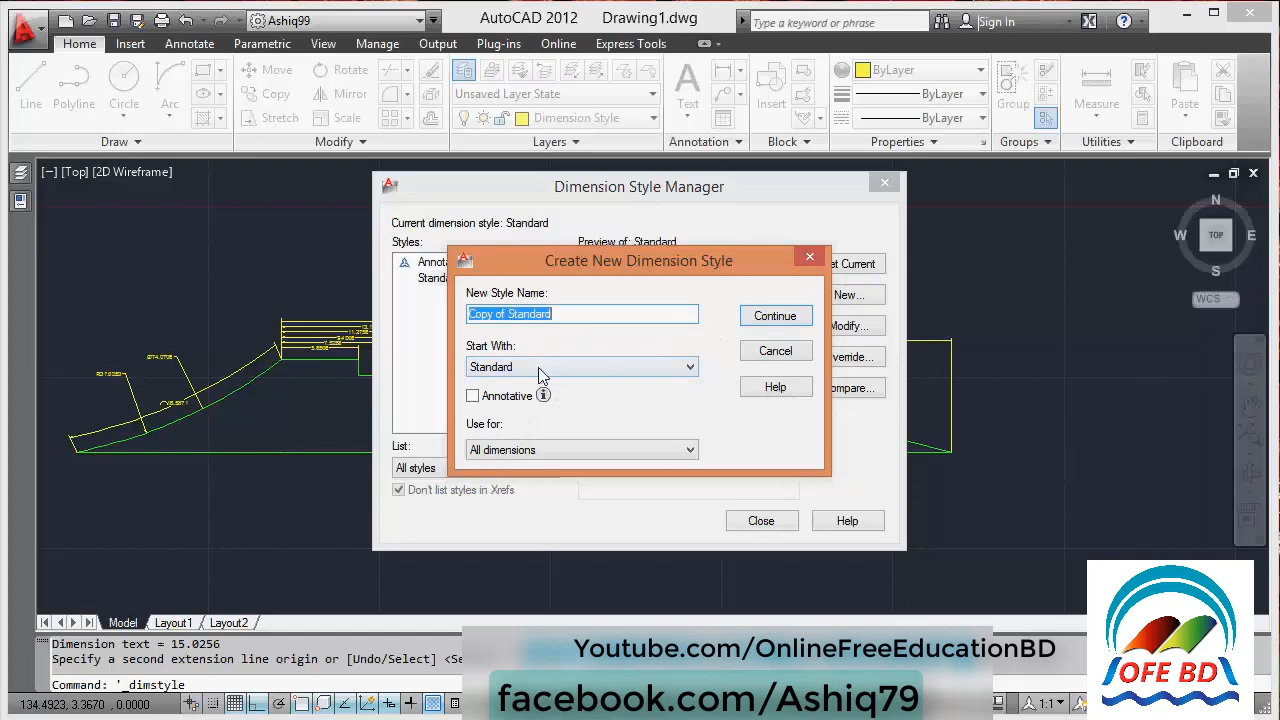 Ashiq99
AutoCAD 2012 Drawing1.dwg
Type a keyword or phrase
Sign In
Home Insert Annotate Parametric View Manage Output Plug-ins Online Express Tools
Line Polyline Circle Arc
Move Rotate
Copy Mirror
Stretch Scale
Unsaved Layer State
Dimension Style
Text Insert
ByLayer
ByLayer
ByLayer
Group Measure Paste
Draw Modify Layers Annotation Block Properties Groups Utilities Clipboard
[−] [Top] [2D Wireframe]
N
W TOP E
S
WCS
Dimension Style Manager
Current dimension style: Standard
Styles: Preview of: Standard
Annota
Standa
et Current
New...
Modify...
verride...
ompare...
List:
All styles
Don't list styles in Xrefs
Close Help
Create New Dimension Style
New Style Name:
Copy of Standard
Continue
Start With:
Standard
Cancel
Annotative
Help
Use for:
All dimensions
Model Layout1 Layout2
Dimension text = 15.0256
Specify a second extension line origin or [Undo/Select] <Se
Command: '_dimstyle
134.4923, 3.3670, 0.0000
1:1
Youtube.com/OnlineFreeEducationBD
facebook.com/Ashiq79
OFE BD